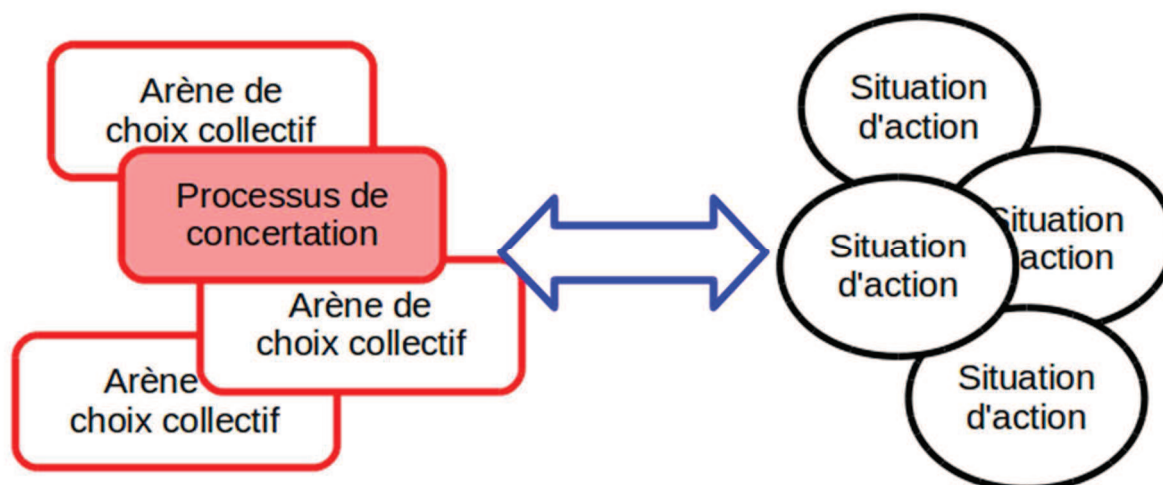 Arène de
choix collectif
Processus de
concertation
Arène de
choix collectif
Arène
choix collectif
Situation
d'action
Situation
d'action
Situation
action
Situation
d'action